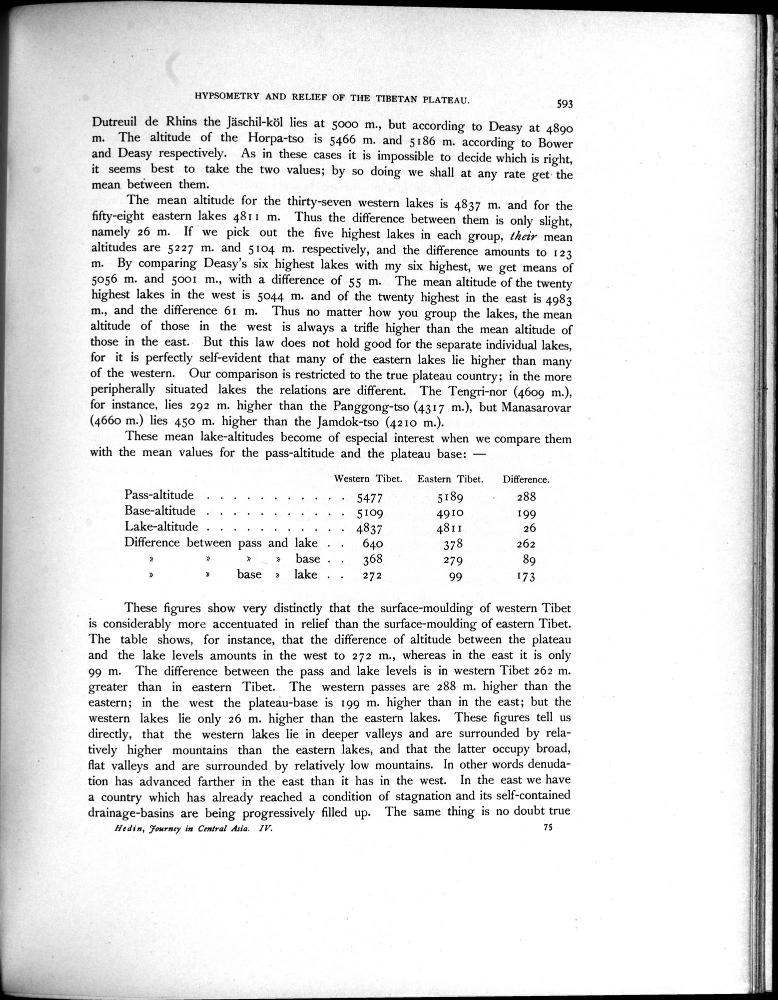 HYPSOMETRY AND RELIEF OF THE TIBETAN PLATEAU. 593
Dutreuil de Rhins the Jäschil-köl lies at 5000 m., but according to Deasy at 4890
m. The altitude of the Horpa-tso is 5466 m. and 5186 m. according to Bower
and Deasy respectively. As in these cases it is impossible to decide which is right,
it seems best to take the two values; by so doing we shall at any rate get the
mean between them.
The mean altitude for the thirty-seven western lakes is 4837 m. and for the
fifty-eight eastern lakes 4811 m. Thus the difference between them is only slight,
namely 26 m. If we pick out the five highest lakes in each group, their mean
altitudes are 5227 m. and 5104 m. respectively, and the difference amounts to 123
m. By comparing Deasy's six highest lakes with my six highest, we get means of
5056 m. and 5001 m., with a difference of 55 m. The mean altitude of the twenty
highest lakes in the west is 5044 m. and of the twenty highest in the east is 4983
m., and the difference 61 m. Thus no matter how you group the lakes, the mean
altitude of those in the west is always a trifle higher than the mean altitude of
those in the east. But this law does not hold good for the separate individual lakes,
for it is perfectly self-evident that many of the eastern lakes lie higher than many
of the western. Our comparison is restricted to the true plateau country; in the more
peripherally situated lakes the relations are different. The Tengri-nor (4609 m.),
for instance, lies 292 m. higher than the Panggong-tso (4317 m.), but Manasarovar
(4660 m.) lies 450 m. higher than the Jamdok-tso (4210 m.).
These mean lake-altitudes become of especial interest when we compare them
with the mean values for the pass-altitude and the plateau base: —
Western Tibet. Eastern Tibet. Difference.
Pass-altitude . . . . . . . . . . . 5477 5189 288
Base-altitude . . . . . . . . . . . 5109 4910 199
Lake-altitude . . . . . . . . . . . 4837 4811 26
Difference between pass and lake . . 640 378 262
» » » » base . . 368 279 89
» » base » lake . . 272 99 173
These figures show very distinctly that the surface-moulding of western Tibet
is considerably more accentuated in relief than the surface-moulding of eastern Tibet.
The table shows, for instance, that the difference of altitude between the plateau
and the lake levels amounts in the west to 272 m., whereas in the east it is only
99 m. The difference between the pass and lake levels is in western Tibet 262 m.
greater than in eastern Tibet. The western passes are 288 m. higher than the
eastern; in the west the plateau-base is 199 m. higher than in the east; but the
western lakes lie only 26 m. higher than the eastern lakes. These figures tell us
directly, that the western lakes lie in deeper valleys and are surrounded by rela-
tively higher mountains than the eastern lakes, and that the latter occupy broad,
flat valleys and are surrounded by relatively low mountains. In other words denuda-
tion has advanced farther in the east than it has in the west. In the east we have
a country which has already reached a condition of stagnation and its self-contained
drainage-basins are being progressively filled up. The same thing is no doubt true
Hedin, Journey in Central Asia. IV. 75